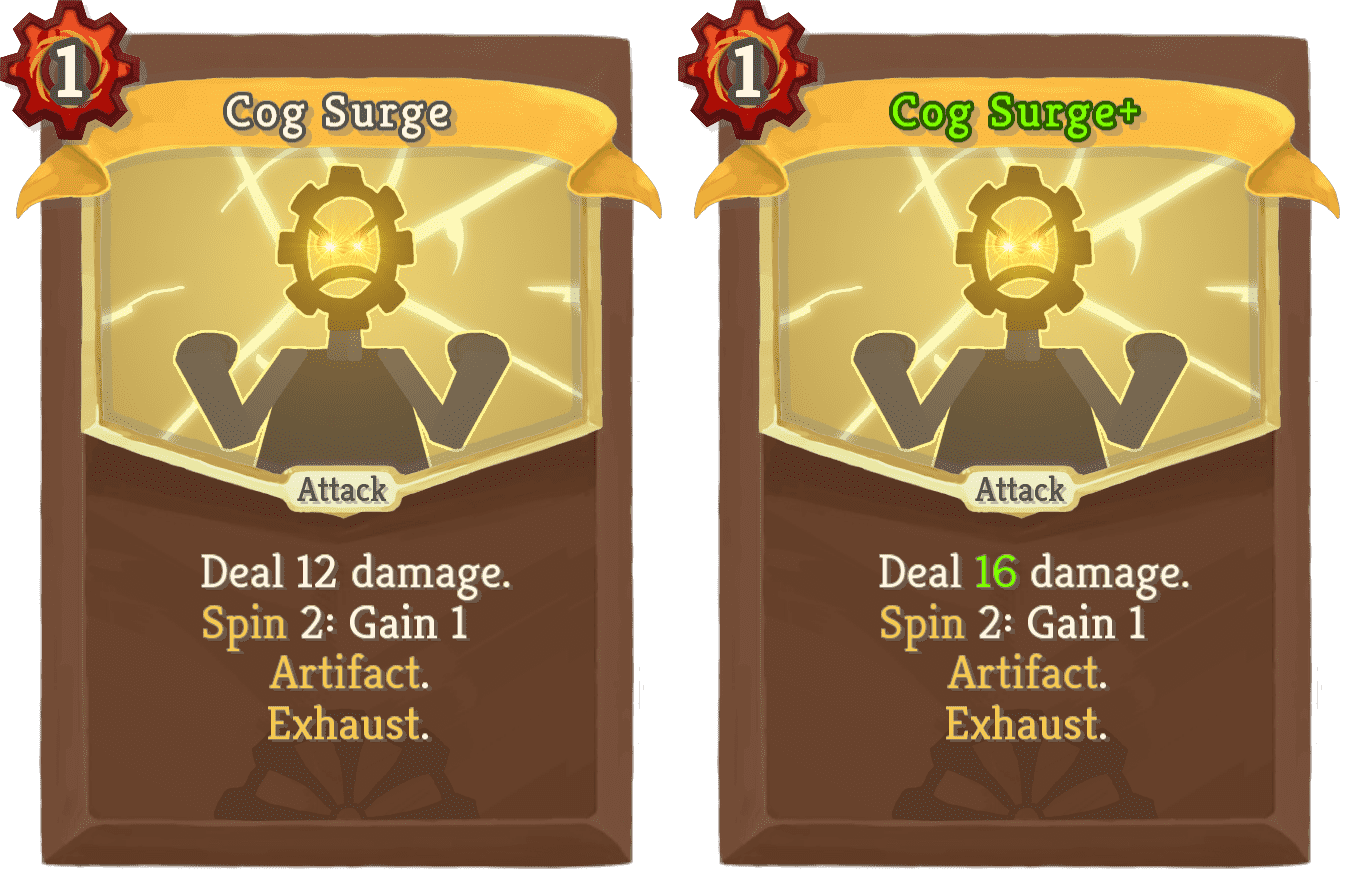 1
Cog Surge
Attack
Deal 12 damage.
Spin 2: Gain 1
Artifact.
Exhaust.
1
Cog Surge+
Attack
Deal 16 damage.
Spin 2: Gain 1
Artifact.
Exhaust.